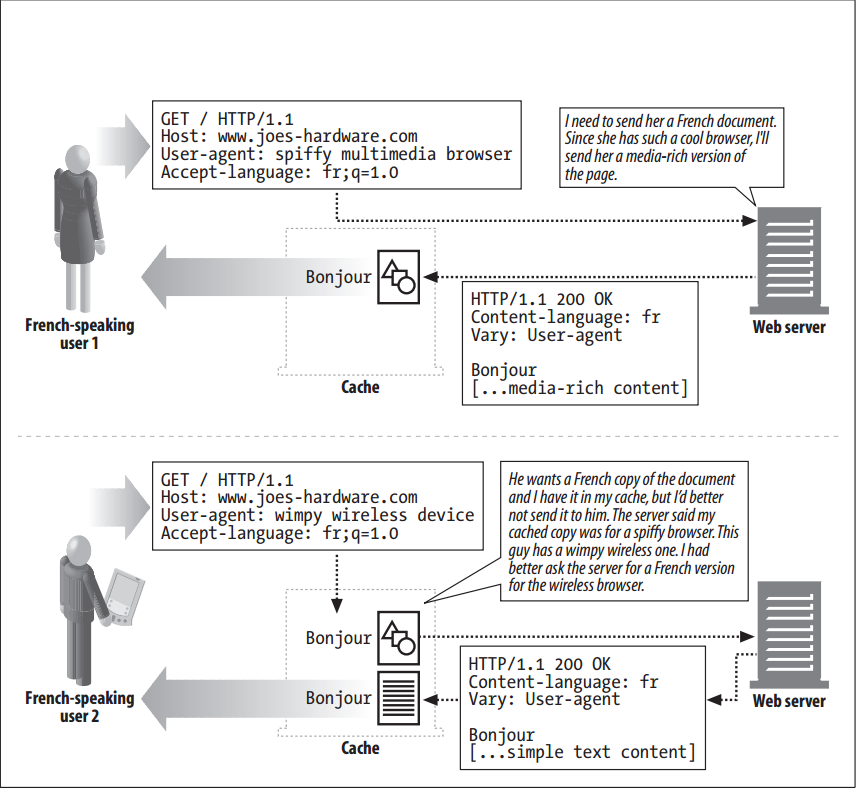 GET / HTTP/1.1
Host: www.joes-hardware.com
User-agent: spiffy multimedia browser
Accept-language: fr;q=1.0
I need to send her a French document.
Since she has such a cool browser, I'll
send her a media-rich version of
the page.
Bonjour
HTTP/1.1 200 OK
Content-language: fr
Vary: User-agent
Bonjour
[...media-rich content]
French-speaking
user 1
Cache
Web server
GET / HTTP/1.1
Host: www.joes-hardware.com
User-agent: wimpy wireless device
Accept-language: fr;q=1.0
He wants a French copy of the document
and I have it in my cache, but I'd better
not send it to him. The server said my
cached copy was for a spiffy browser. This
guy has a wimpy wireless one. I had
better ask the server for a French version
for the wireless browser.
Bonjour
Bonjour
HTTP/1.1 200 OK
Content-language: fr
Vary: User-agent
Bonjour
[...simple text content]
French-speaking
user 2
Cache
Web server